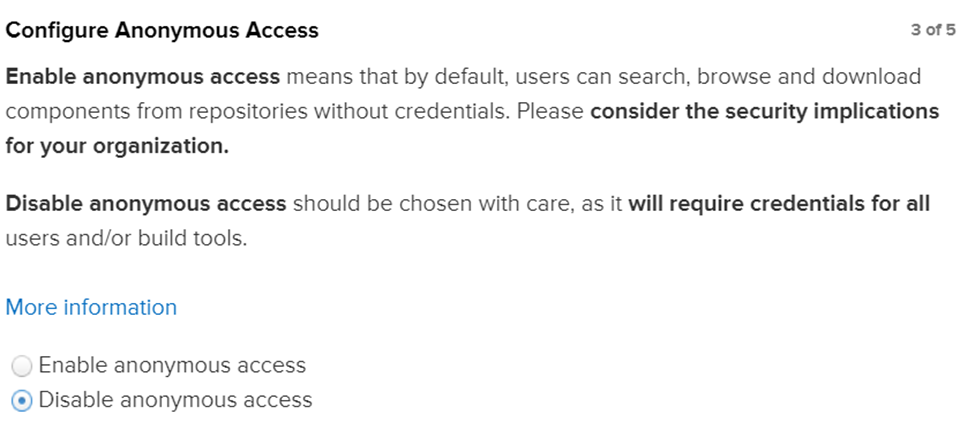 Configure Anonymous Access
3 of 5
Enable anonymous access means that by default, users can search, browse and download
components from repositories without credentials. Please consider the security implications
for your organization.
Disable anonymous access should be chosen with care, as it will require credentials for all
users and/or build tools.
More information
Enable anonymous access
Disable anonymous access